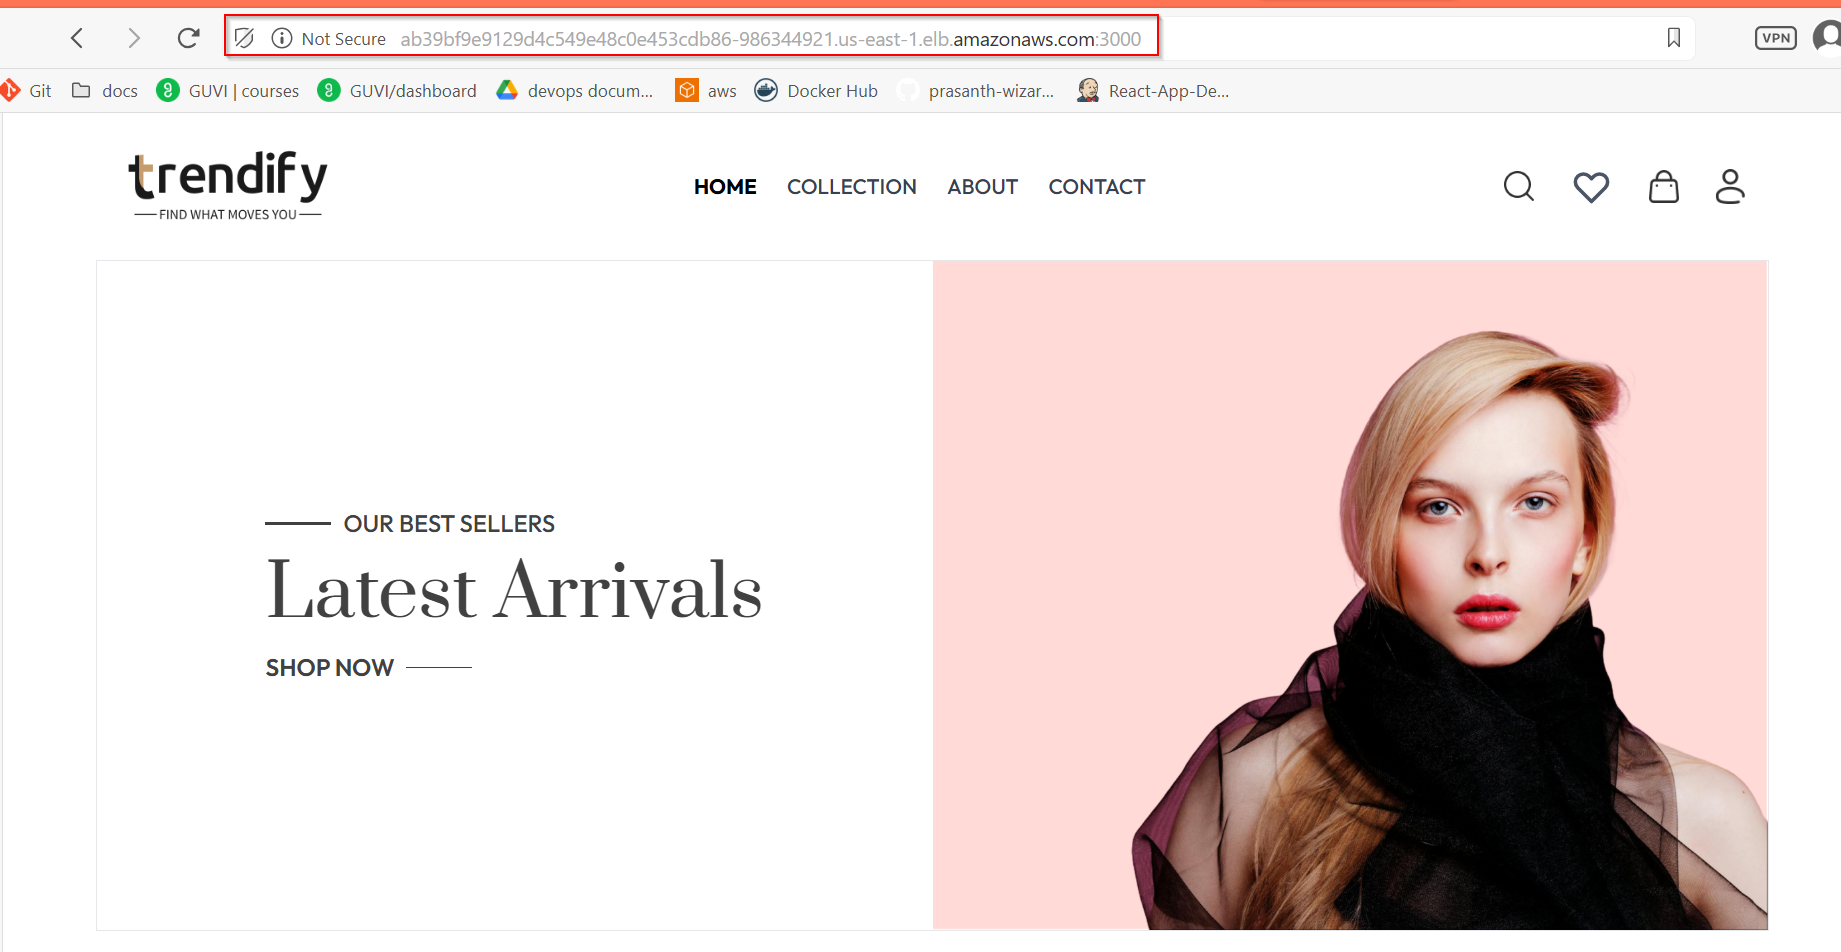 Not Secure ab39bf9e9129d4c549e48c0e453cdb86-986344921.us-east-1.elb.amazonaws.com:3000
VPN
Git docs GUVI | courses GUVI/dashboard devops docum... aws Docker Hub prasanth-wizar... React-App-De...
trendify
FIND WHAT MOVES YOU
HOME COLLECTION ABOUT CONTACT
OUR BEST SELLERS
Latest Arrivals
SHOP NOW